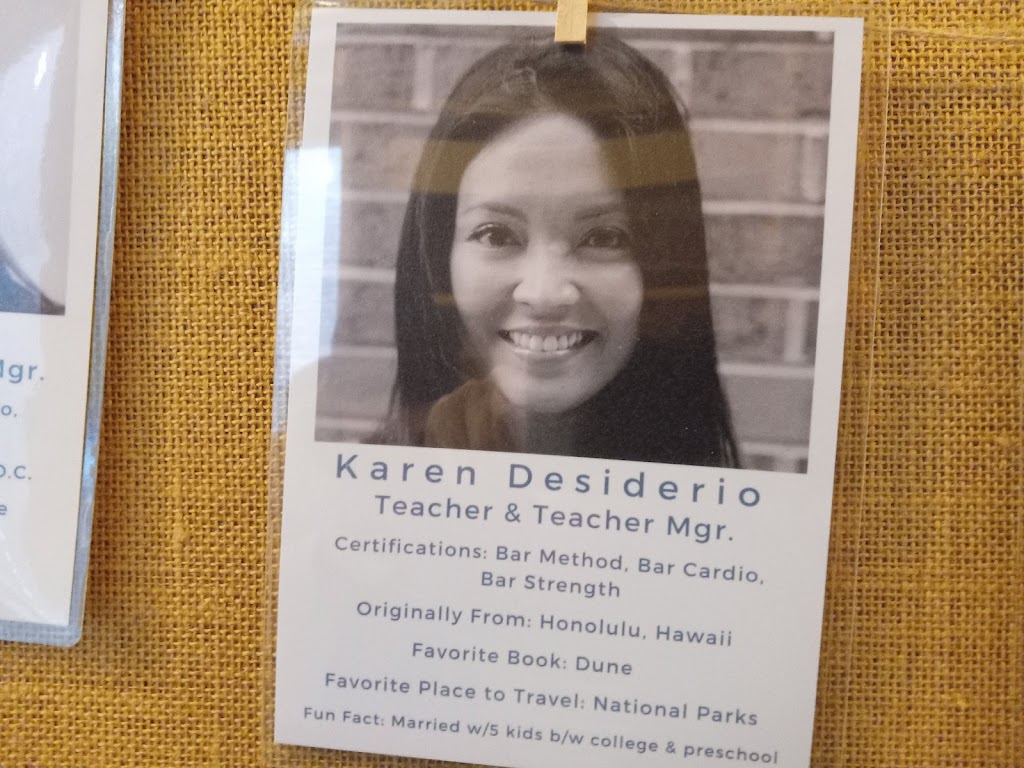 Mgr.
o,
D.C.
e
Karen Desiderio
Teacher & Teacher Mgr.
Certifications: Bar Method, Bar Cardio,
Bar Strength
Originally From: Honolulu, Hawaii
Favorite Book: Dune
Favorite Place to Travel: National Parks
Fun Fact: Married w/5 kids b/w college & preschool